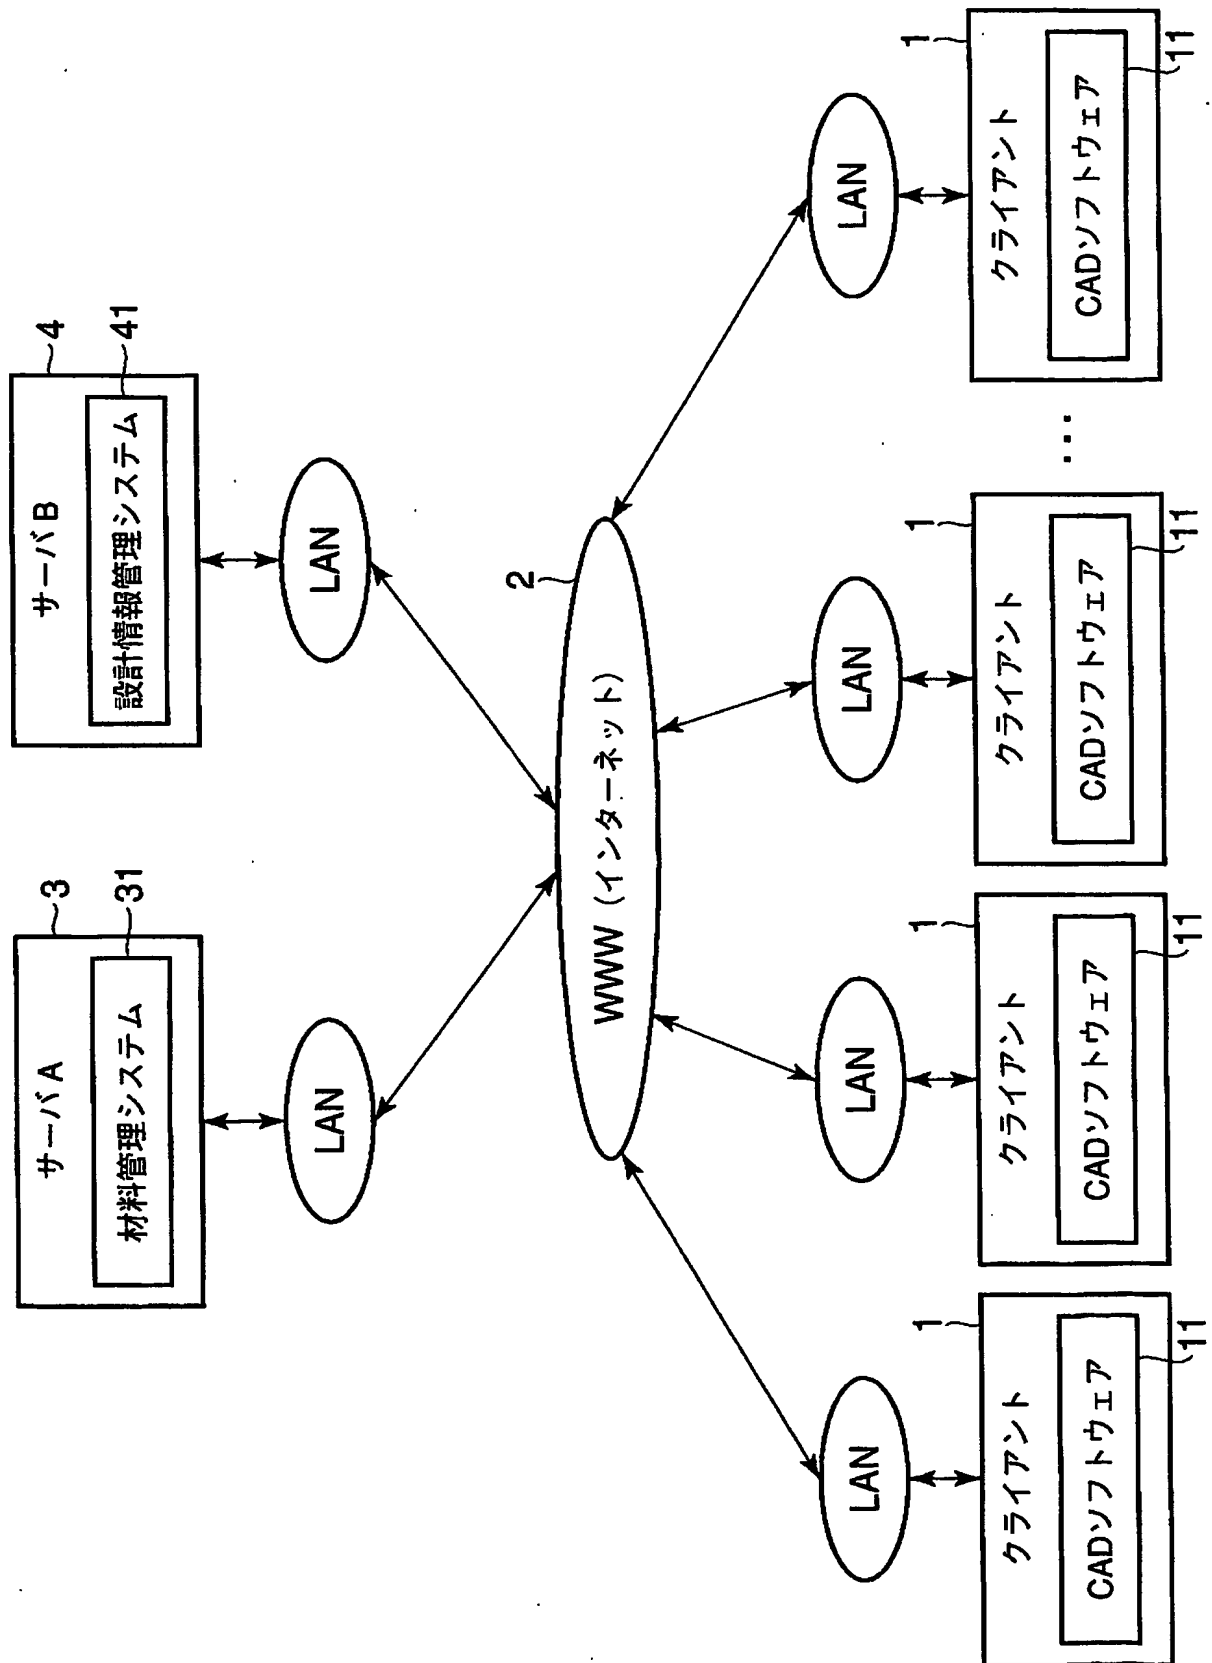 サーバA
3
材料管理システム
31
サーバB
4
設計情報管理システム
41
LAN
LAN
2
WWW (インターネット)
LAN
LAN
LAN
LAN
クライアント
1
CADソフトウェア
11
クライアント
1
CADソフトウェア
11
クライアント
1
CADソフトウェア
11
...
クライアント
1
CADソフトウェア
11